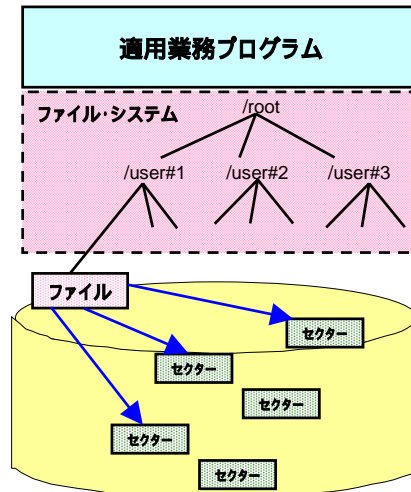 適用業務プログラム
ファイル・システム
/root
/user#1
/user#2
/user#3
ファイル
セクター
セクター
セクター
セクター
セクター